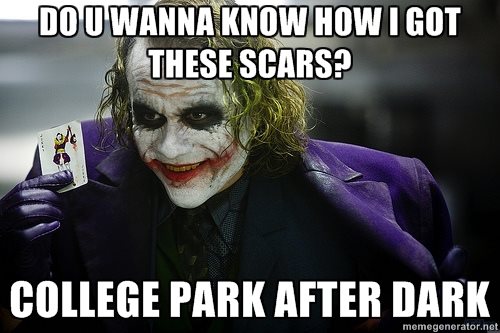 DO U WANNA KNOW HOW I GOT
THESE SCARS?
COLLEGE PARK AFTER DARK
memegenerator.net